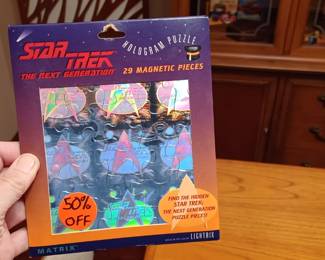 STAR TREK
THE NEXT GENERATION
HOLOGRAM PUZZLE
29 MAGNETIC PIECES
50%
OFF
FIND THE HIDDEN
STAR TREK:
THE NEXT GENERATION
PUZZLE PIECES!
MATRIX
LIGHTRIX